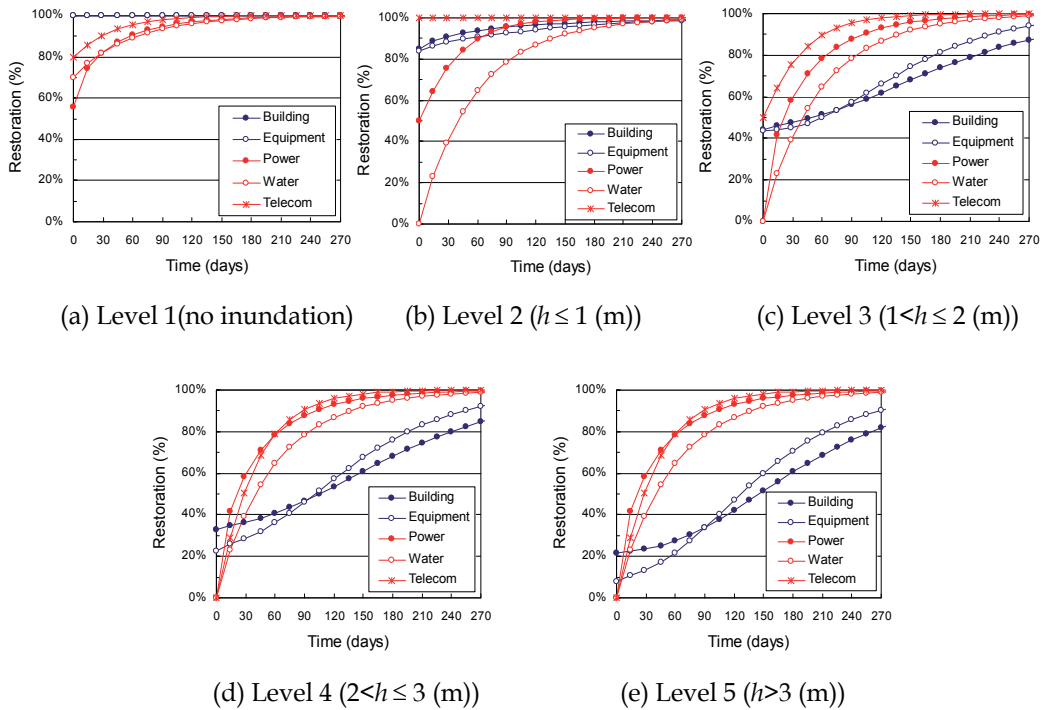 Restoration (%)
100%
80%
60%
40%
20%
0%
Building
Equipment
Power
Water
Telecom
0 30 60 90 120 150 180 210 240 270
Time (days)
(a) Level 1(no inundation)
Restoration (%)
100%
80%
60%
40%
20%
0%
Building
Equipment
Power
Water
Telecom
0 30 60 90 120 150 180 210 240 270
Time (days)
(b) Level 2 (h ≤ 1 (m))
Restoration (%)
100%
80%
60%
40%
20%
0%
Building
Equipment
Power
Water
Telecom
0 30 60 90 120 150 180 210 240 270
Time (days)
(c) Level 3 (1<h ≤ 2 (m))
Restoration (%)
100%
80%
60%
40%
20%
0%
Building
Equipment
Power
Water
Telecom
0 30 60 90 120 150 180 210 240 270
Time (days)
(d) Level 4 (2<h ≤ 3 (m))
Restoration (%)
100%
80%
60%
40%
20%
0%
Building
Equipment
Power
Water
Telecom
0 30 60 90 120 150 180 210 240 270
Time (days)
(e) Level 5 (h>3 (m))